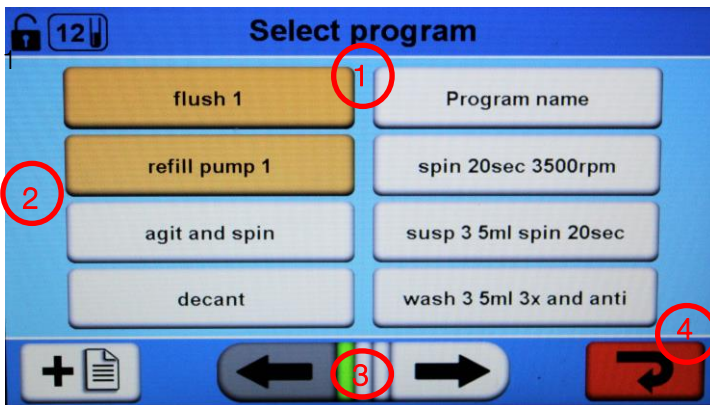 12 Select program
1
1
flush 1 Program name
refill pump 1 spin 20sec 3500rpm
2
agit and spin susp 3 5ml spin 20sec
decant wash 3 5ml 3x and anti
4
3